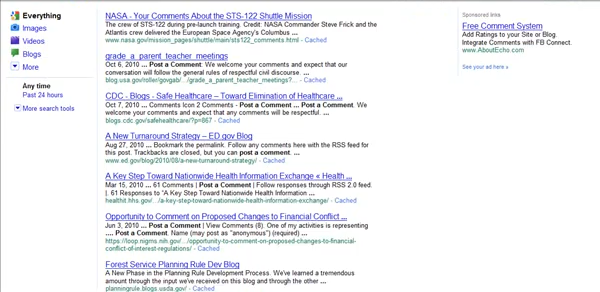 Everything
Images
Videos
Blogs
More
Any time
Past 24 hours
More search tools
NASA - Your Comments About the STS-122 Shuttle Mission
The crew of STS-122 during pre-launch training. Credit: NASA Commander Steve Frick and the
Atlantis crew delivered the European Space Agency's Columbus ...
www.nasa.gov/mission_pages/shuttle/main/sts122_comments.html - Cached
grade_a_parent_teacher_meetings
Oct 6, 2010 ... Post a Comment. We welcome your comments and expect that our
conversation will follow the general rules of respectful civil discourse. ...
blog.usa.gov/roller/govgab/.../grade_a_parent_teacher_meetings?... - Cached
CDC - Blogs - Safe Healthcare – Toward Elimination of Healthcare ...
Oct 7, 2010 ... Comments Icon 2 Comments - Post a Comment ... Post a Comment. We
welcome your comments and expect that any comments will be respectful. ...
blogs.cdc.gov/safehealthcare/?p=867 - Cached
A New Turnaround Strategy – ED.gov Blog
Aug 27, 2010 ... Bookmark the permalink. Follow any comments here with the RSS feed for
this post. Trackbacks are closed, but you can post a comment. ...
www.ed.gov/blog/2010/08/a-new-turnaround-strategy/ - Cached
A Key Step Toward Nationwide Health Information Exchange « Health ...
Mar 15, 2010 ... 61 Comments | Post a Comment | Follow responses through RSS 2.0 feed.
|. 61 Responses to "A Key Step Toward Nationwide Health Information ...
healthit.hhs.gov/.../a-key-step-toward-nationwide-health-information-exchange/ - Cached
Opportunity to Comment on Proposed Changes to Financial Conflict ...
Jun 3, 2010 ... Post a Comment | View Comments (8). One of my activities is representing
.... Post a Comment. Name (may post as "anonymous") (required) ...
https://loop.nigms.nih.gov/.../opportunity-to-comment-on-proposed-changes-to-financial-
conflict-of-interest-regulations/ - Cached
Forest Service Planning Rule Dev Blog
A New Phase in the Planning Rule Development Process. We've learned a tremendous
amount through the input we've received on this blog and through the other ...
planningrule.blogs.usda.gov/ - Cached
Sponsored links
Free Comment System
Add Ratings to your Site or Blog.
Integrate Comments with FB Connect.
www.AboutEcho.com
See your ad here »